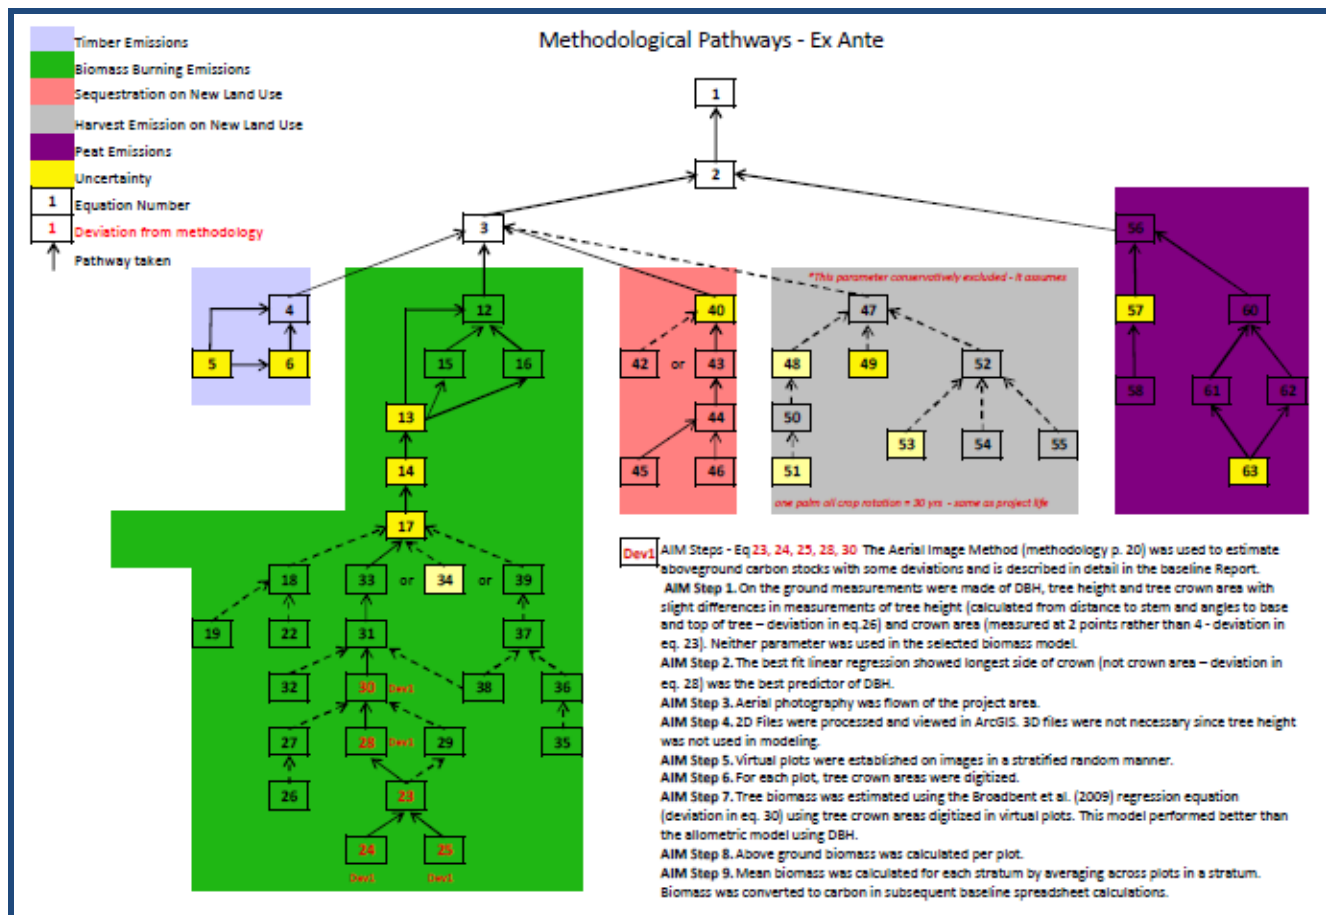 Methodological Pathways - Ex Ante
Timber Emissions
Biomass Burning Emissions
Sequestration on New Land Use
Harvest Emission on New Land Use
Peat Emissions
Uncertainty
1 Equation Number
1 Deviation from methodology
Pathway taken
1
2
3
56
*This parameter conservatively excluded - it assumes
4
12
40
47
57
60
5
6
15
16
42 or 43
48
49
52
58
61
62
13
44
50
53
54
55
14
45
46
51
63
one palm oil crop rotation = 30 yrs - same as project life
17
18
33 or 34 or 39
19
22
31
37
32
30 Dev1
38
36
27
28 Dev1
29
35
26
23
24
25
Dev1
Dev1
Dev1 AIM Steps - Eq 23, 24, 25, 28, 30 The Aerial Image Method (methodology p. 20) was used to estimate
aboveground carbon stocks with some deviations and is described in detail in the baseline Report.
AIM Step 1. On the ground measurements were made of DBH, tree height and tree crown area with
slight differences in measurements of tree height (calculated from distance to stem and angles to base
and top of tree – deviation in eq.26) and crown area (measured at 2 points rather than 4 - deviation in
eq. 23). Neither parameter was used in the selected biomass model.
AIM Step 2. The best fit linear regression showed longest side of crown (not crown area – deviation in
eq. 28) was the best predictor of DBH.
AIM Step 3. Aerial photography was flown of the project area.
AIM Step 4. 2D Files were processed and viewed in ArcGIS. 3D files were not necessary since tree height
was not used in modeling.
AIM Step 5. Virtual plots were established on images in a stratified random manner.
AIM Step 6. For each plot, tree crown areas were digitized.
AIM Step 7. Tree biomass was estimated using the Broadbent et al. (2009) regression equation
(deviation in eq. 30) using tree crown areas digitized in virtual plots. This model performed better than
the allometric model using DBH.
AIM Step 8. Above ground biomass was calculated per plot.
AIM Step 9. Mean biomass was calculated for each stratum by averaging across plots in a stratum.
Biomass was converted to carbon in subsequent baseline spreadsheet calculations.